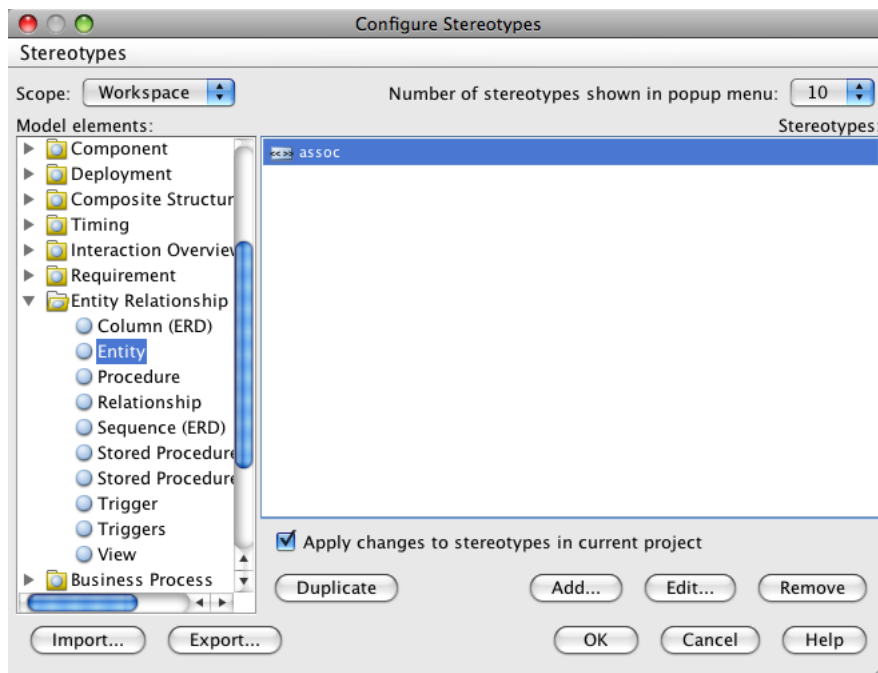 Configure Stereotypes
Stereotypes
Scope: Workspace Number of stereotypes shown in popup menu: 10
Model elements: Stereotypes:
Component
Deployment
Composite Structur
Timing
Interaction Overview
Requirement
Entity Relationship
Column (ERD)
Entity
Procedure
Relationship
Sequence (ERD)
Stored Procedure
Stored Procedure
Trigger
Triggers
View
Business Process
<<>> assoc
Apply changes to stereotypes in current project
Duplicate Add... Edit... Remove
Import... Export... OK Cancel Help